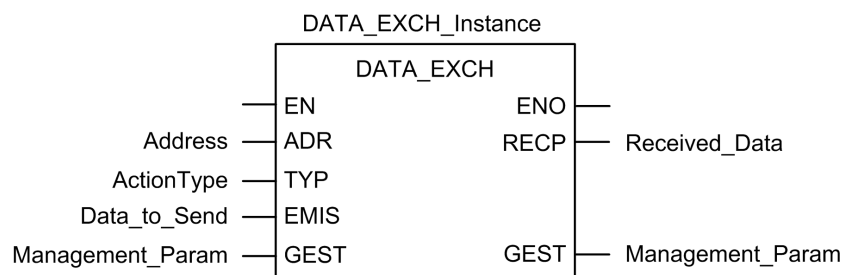 DATA_EXCH_Instance
DATA_EXCH
EN ENO
Address ADR RECP Received_Data
ActionType TYP
Data_to_Send EMIS
Management_Param GEST GEST Management_Param